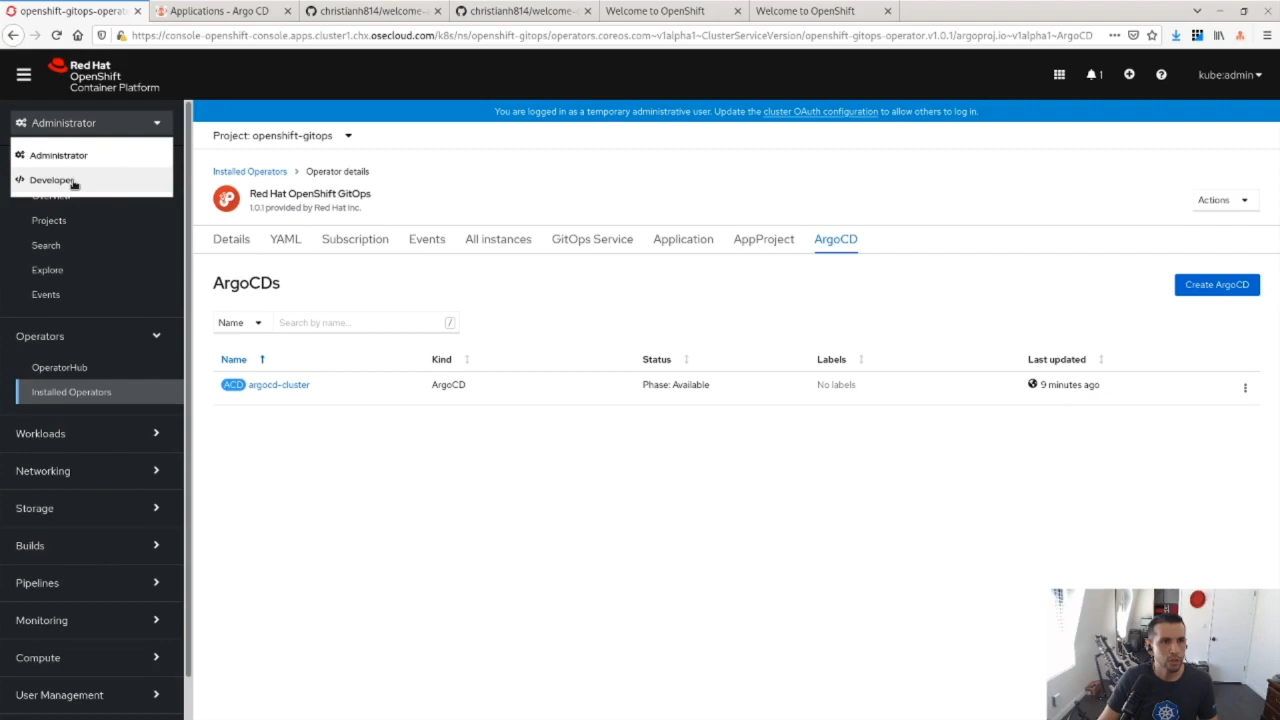 openshift-gitops-operat
Applications - Argo CD
christianh814/welcome-
christianh814/welcome-
Welcome to OpenShift
Welcome to OpenShift
https://console-openshift-console.apps.cluster1.chx.osecloud.com/k8s/ns/openshift-gitops/operators.coreos.com~v1alpha1~ClusterServiceVersion/openshift-gitops-operator.v1.0.1/argoproj.io~v1alpha1~ArgoCD
Red Hat
OpenShift
Container Platform
1
kube:admin
You are logged in as a temporary administrative user. Update the cluster OAuth configuration to allow others to log in.
Administrator
Administrator
Developer
Overview
Projects
Search
Explore
Events
Operators
OperatorHub
Installed Operators
Workloads
Networking
Storage
Builds
Pipelines
Monitoring
Compute
User Management
Project: openshift-gitops
Installed Operators > Operator details
Red Hat OpenShift GitOps
1.0.1 provided by Red Hat Inc.
Actions
Details YAML Subscription Events All instances GitOps Service Application AppProject ArgoCD
ArgoCDs
Create ArgoCD
Name Search by name... /
Name Kind Status Labels Last updated
ACD argocd-cluster ArgoCD Phase: Available No labels 9 minutes ago